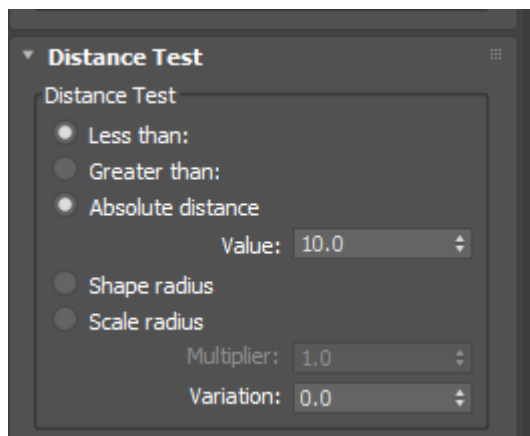 Distance Test
Distance Test
Less than:
Greater than:
Absolute distance
Value: 10.0
Shape radius
Scale radius
Multiplier: 1.0
Variation: 0.0